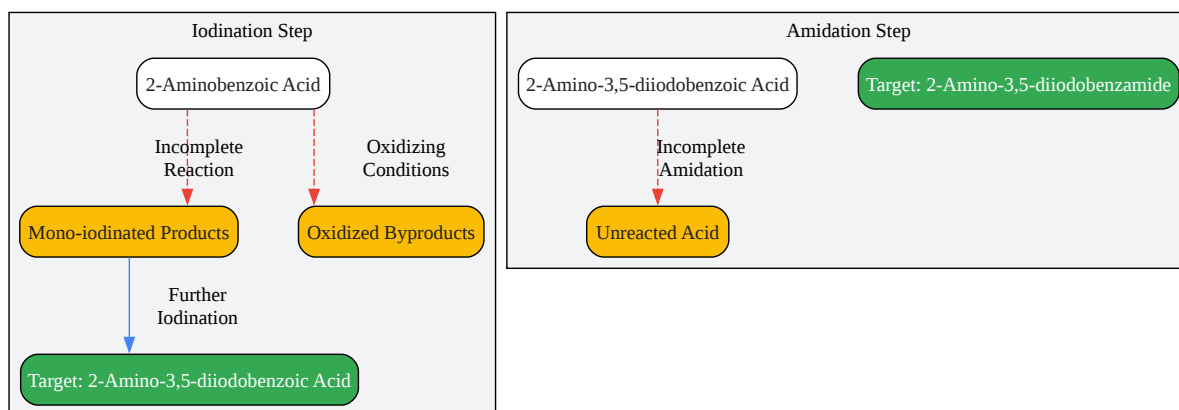 Iodination Step
2-Aminobenzoic Acid
Incomplete
Reaction
Oxidizing
Conditions
Mono-iodinated Products
Oxidized Byproducts
Further
Iodination
Target: 2-Amino-3,5-diiodobenzoic Acid
Amidation Step
2-Amino-3,5-diiodobenzoic Acid
Target: 2-Amino-3,5-diiodobenzamide
Incomplete
Amidation
Unreacted Acid